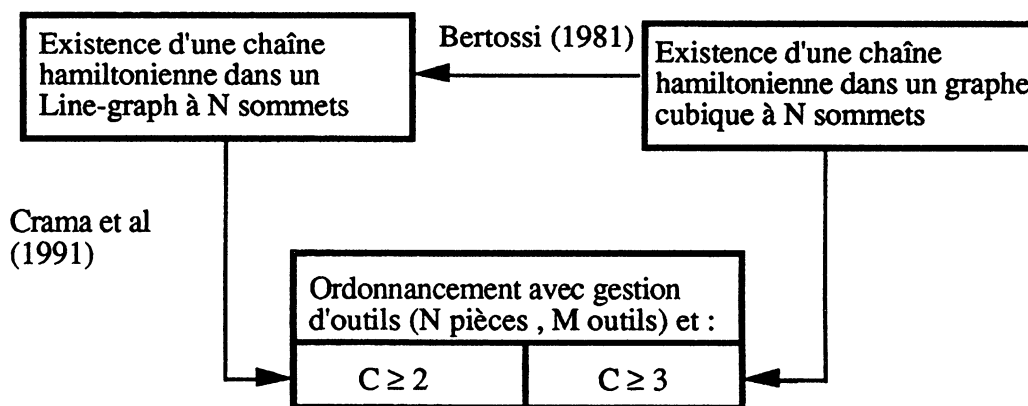 Existence d'une chaîne
hamiltonienne dans un
Line-graph à N sommets
Bertossi (1981)
Existence d'une chaîne
hamiltonienne dans un graphe
cubique à N sommets
Crama et al
(1991)
Ordonnancement avec gestion
d'outils (N pièces , M outils) et :
C ≥ 2
C ≥ 3